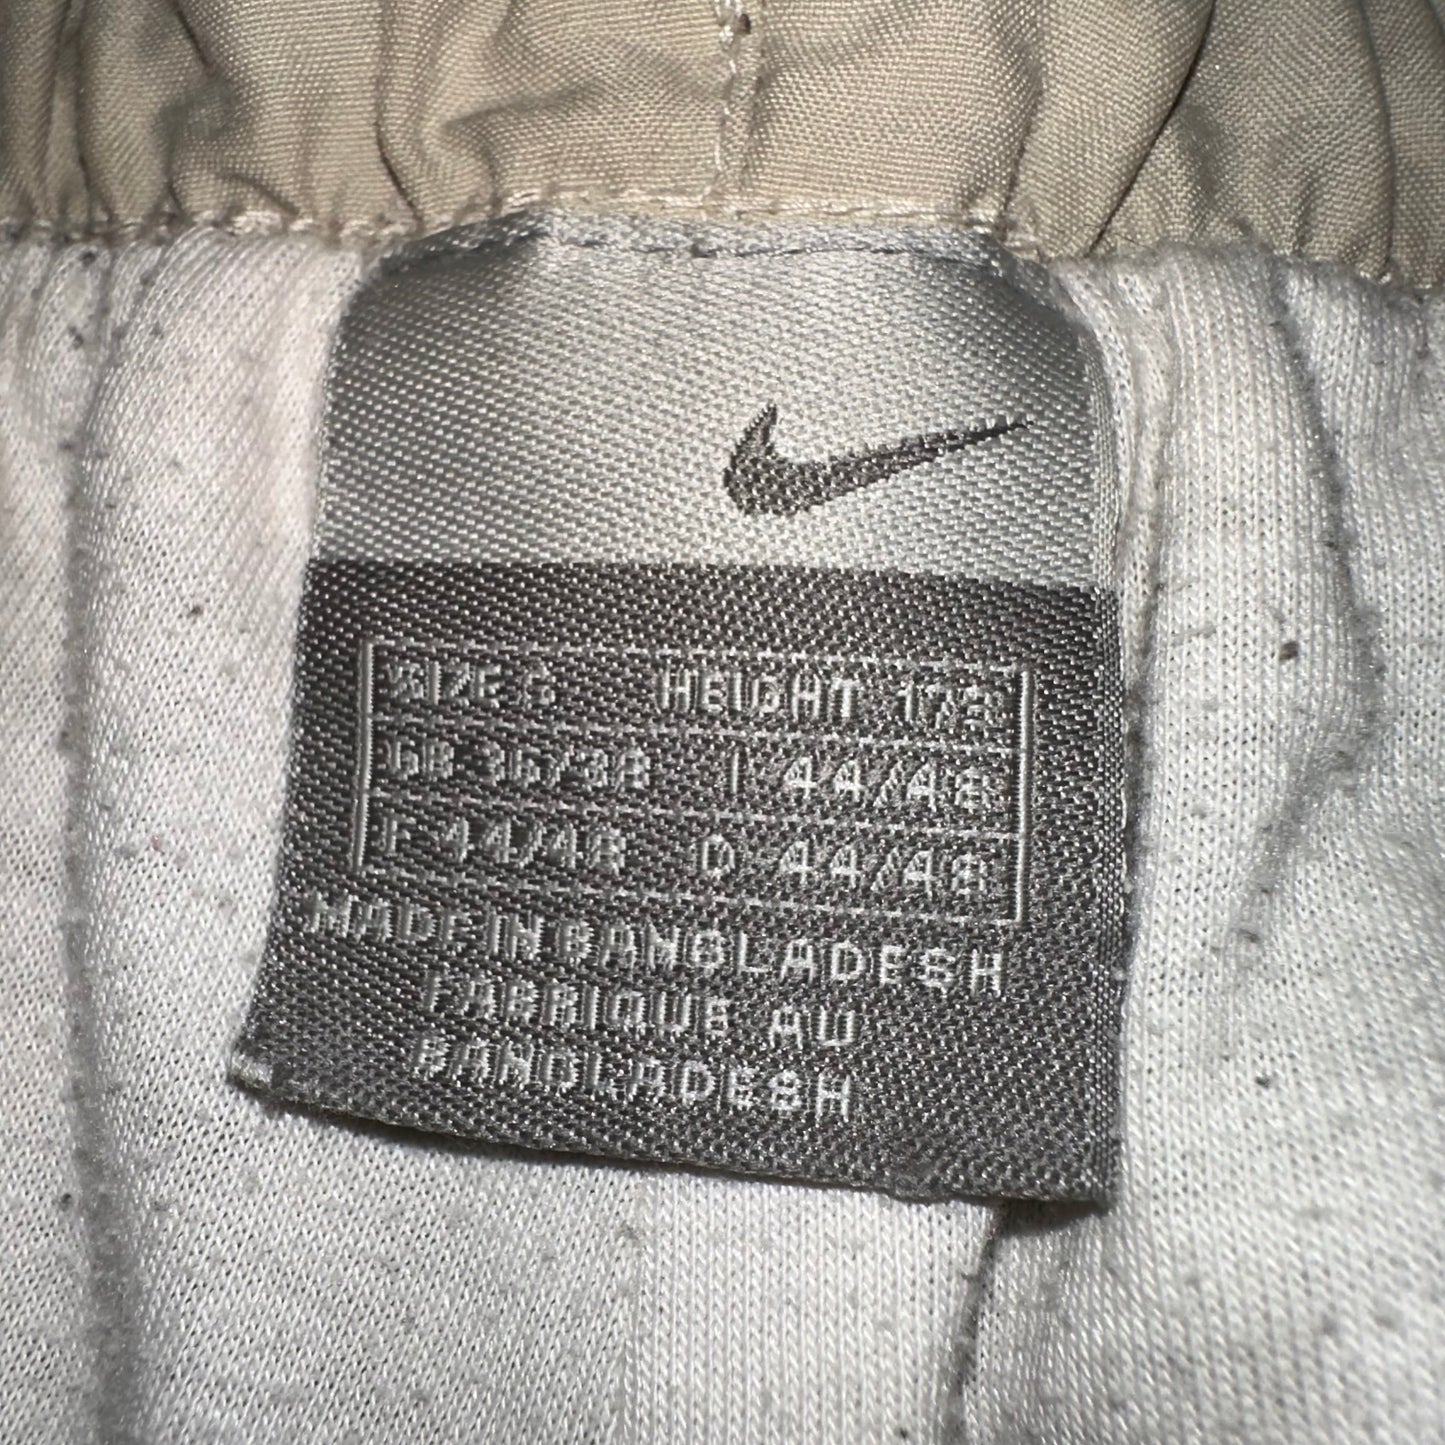 SIZE S HEIGHT 173
GB 36/38 I 44/48
F 44/48 D 44/48
MADE IN BANGLADESH
FABRIQUE AU
BANGLADESH